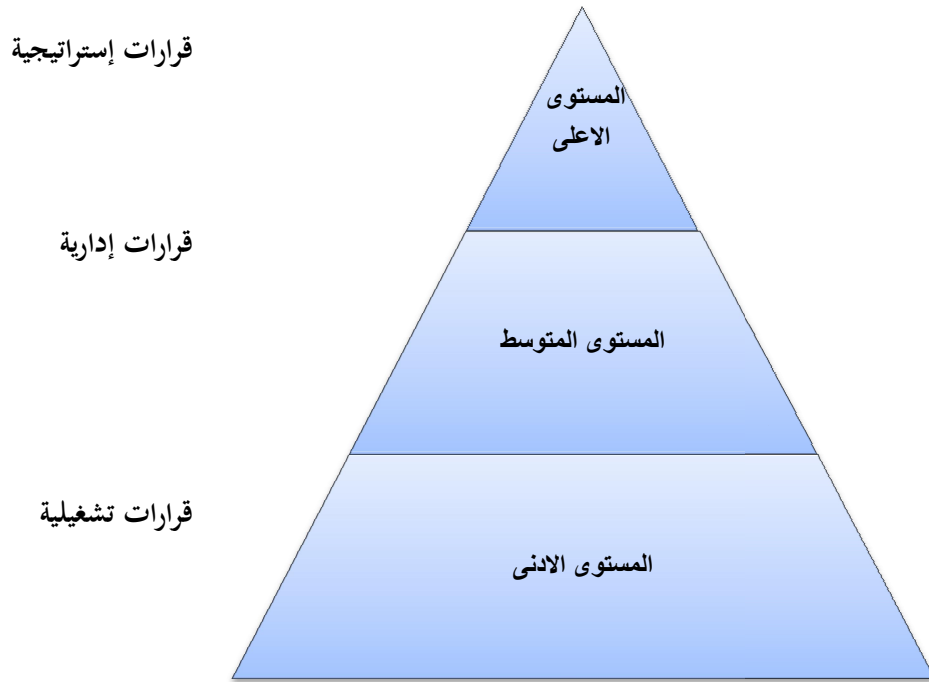 قرارات إستراتيجية
المستوى
الاعلى
قرارات إدارية
المستوى المتوسط
قرارات تشغيلية
المستوى الادنى